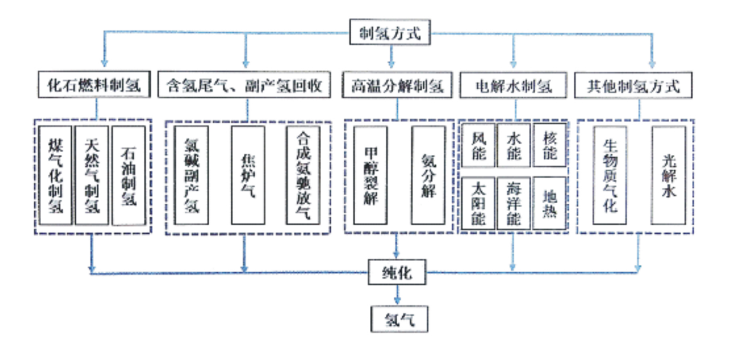 制氢方式
化石燃料制氢
含氢尾气、副产氢回收
高温分解制氢
电解水制氢
其他制氢方式
煤气化制氢
天然气制氢
石油制氢
氯碱副产氢
焦炉气
合成氨驰放气
甲醇裂解
氨分解
风能
水能
核能
太阳能
海洋能
地热
生物质气化
光解水
纯化
氢气